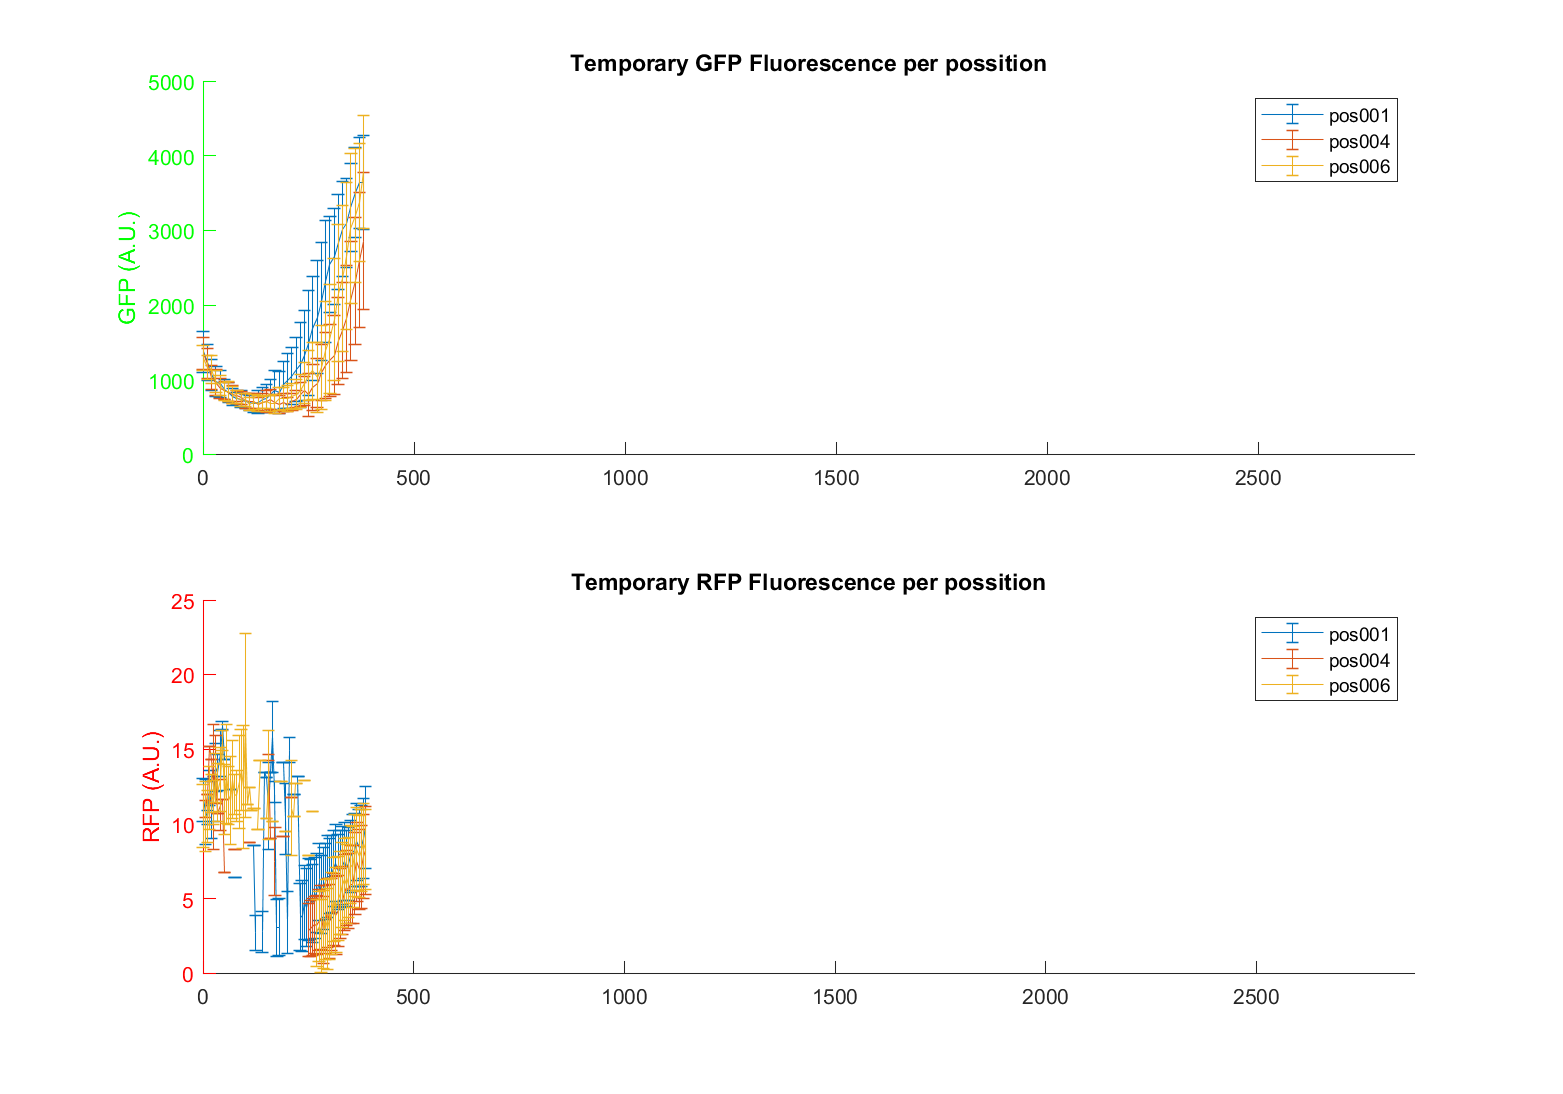 Temporary GFP Fluorescence per possition
5000
4000
3000
2000
1000
0
GFP (A.U.)
0 500 1000 1500 2000 2500
pos001
pos004
pos006
Temporary RFP Fluorescence per possition
25
20
15
10
5
0
RFP (A.U.)
0 500 1000 1500 2000 2500
pos001
pos004
pos006